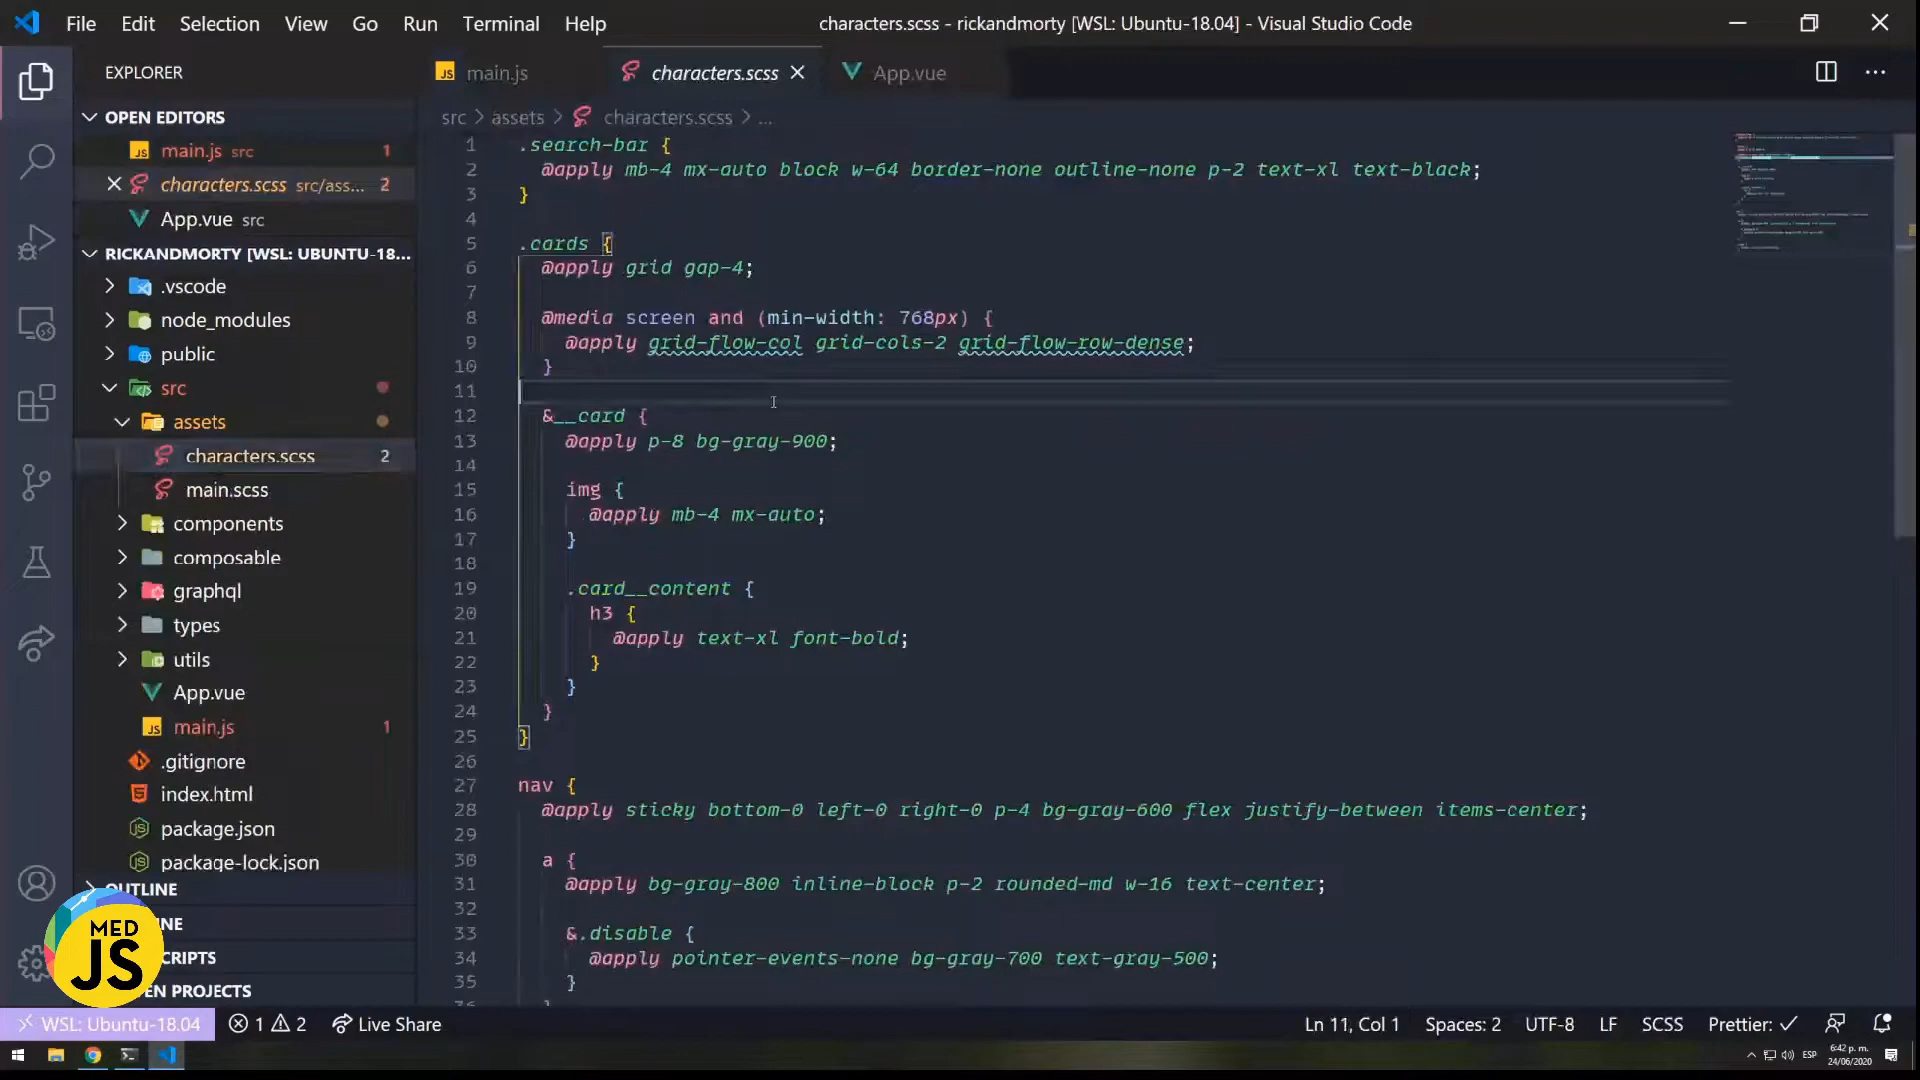 File Edit Selection View Go Run Terminal Help
characters.scss - rickandmorty [WSL: Ubuntu-18.04] - Visual Studio Code
EXPLORER
OPEN EDITORS
main.js src 1
characters.scss src/ass... 2
App.vue src
RICKANDMORTY [WSL: UBUNTU-18...
.vscode
node_modules
public
src
assets
characters.scss 2
main.scss
components
composable
graphql
types
utils
App.vue
main.js 1
.gitignore
index.html
package.json
package-lock.json
OUTLINE
INE
CRIPTS
EN PROJECTS
MED
JS
main.js characters.scss App.vue
src > assets > characters.scss > ...
1 .search-bar {
2 @apply mb-4 mx-auto block w-64 border-none outline-none p-2 text-xl text-black;
3 }
4
5 .cards {
6 @apply grid gap-4;
7
8 @media screen and (min-width: 768px) {
9 @apply grid-flow-col grid-cols-2 grid-flow-row-dense;
10 }
11
12 &__card {
13 @apply p-8 bg-gray-900;
14
15 img {
16 @apply mb-4 mx-auto;
17 }
18
19 .card__content {
20 h3 {
21 @apply text-xl font-bold;
22 }
23 }
24 }
25 }
26
27 nav {
28 @apply sticky bottom-0 left-0 right-0 p-4 bg-gray-600 flex justify-between items-center;
29
30 a {
31 @apply bg-gray-800 inline-block p-2 rounded-md w-16 text-center;
32
33 &.disable {
34 @apply pointer-events-none bg-gray-700 text-gray-500;
35 }
36 }
WSL: Ubuntu-18.04 1 2 Live Share Ln 11, Col 1 Spaces: 2 UTF-8 LF SCSS Prettier: ✓
ESP 6:42 p. m.
24/06/2020